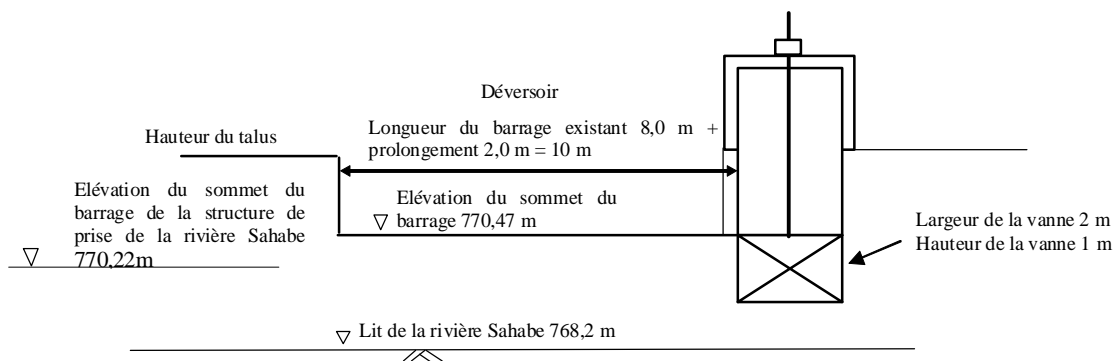 Déversoir
Longueur du barrage existant 8,0 m +
prolongement 2,0 m = 10 m
Hauteur du talus
Elévation du sommet du
barrage de la structure de
prise de la rivière Sahabe
770,22m
Elévation du sommet du
barrage 770,47 m
Largeur de la vanne 2 m
Hauteur de la vanne 1 m
Lit de la rivière Sahabe 768,2 m